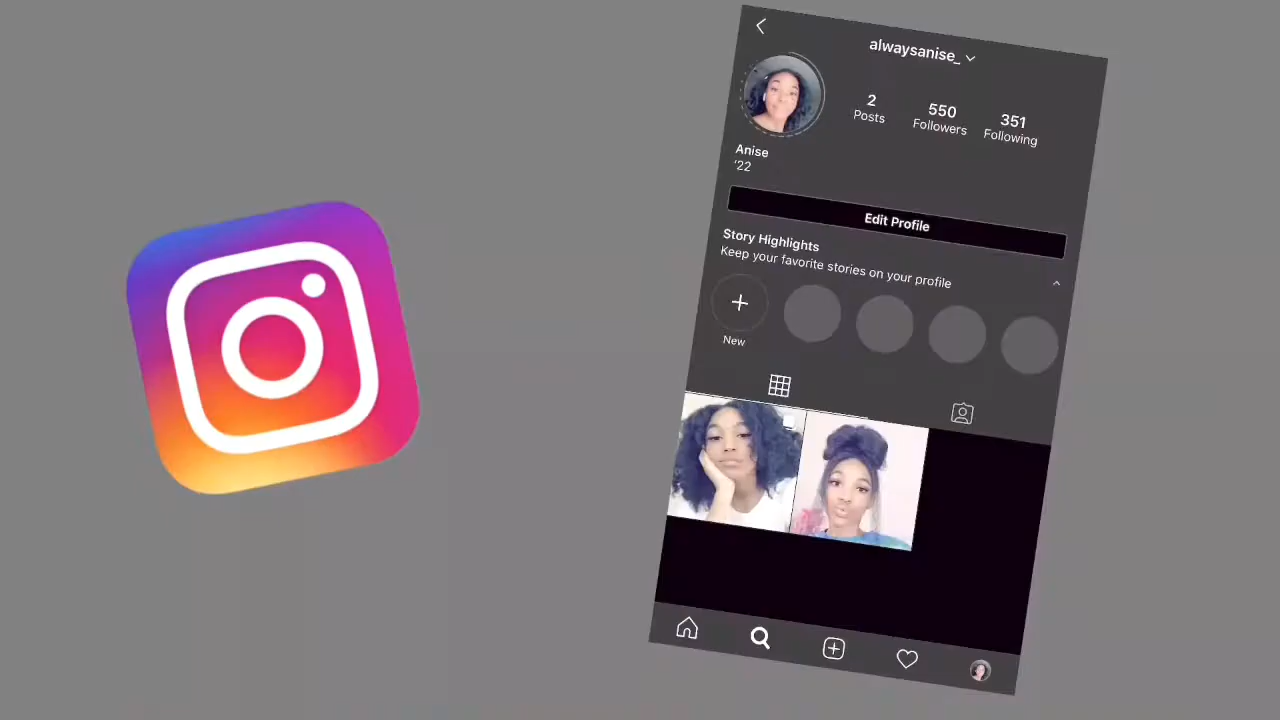 alwaysanise_
2 550 351
Posts Followers Following
Anise
'22
Edit Profile
Story Highlights
Keep your favorite stories on your profile
New